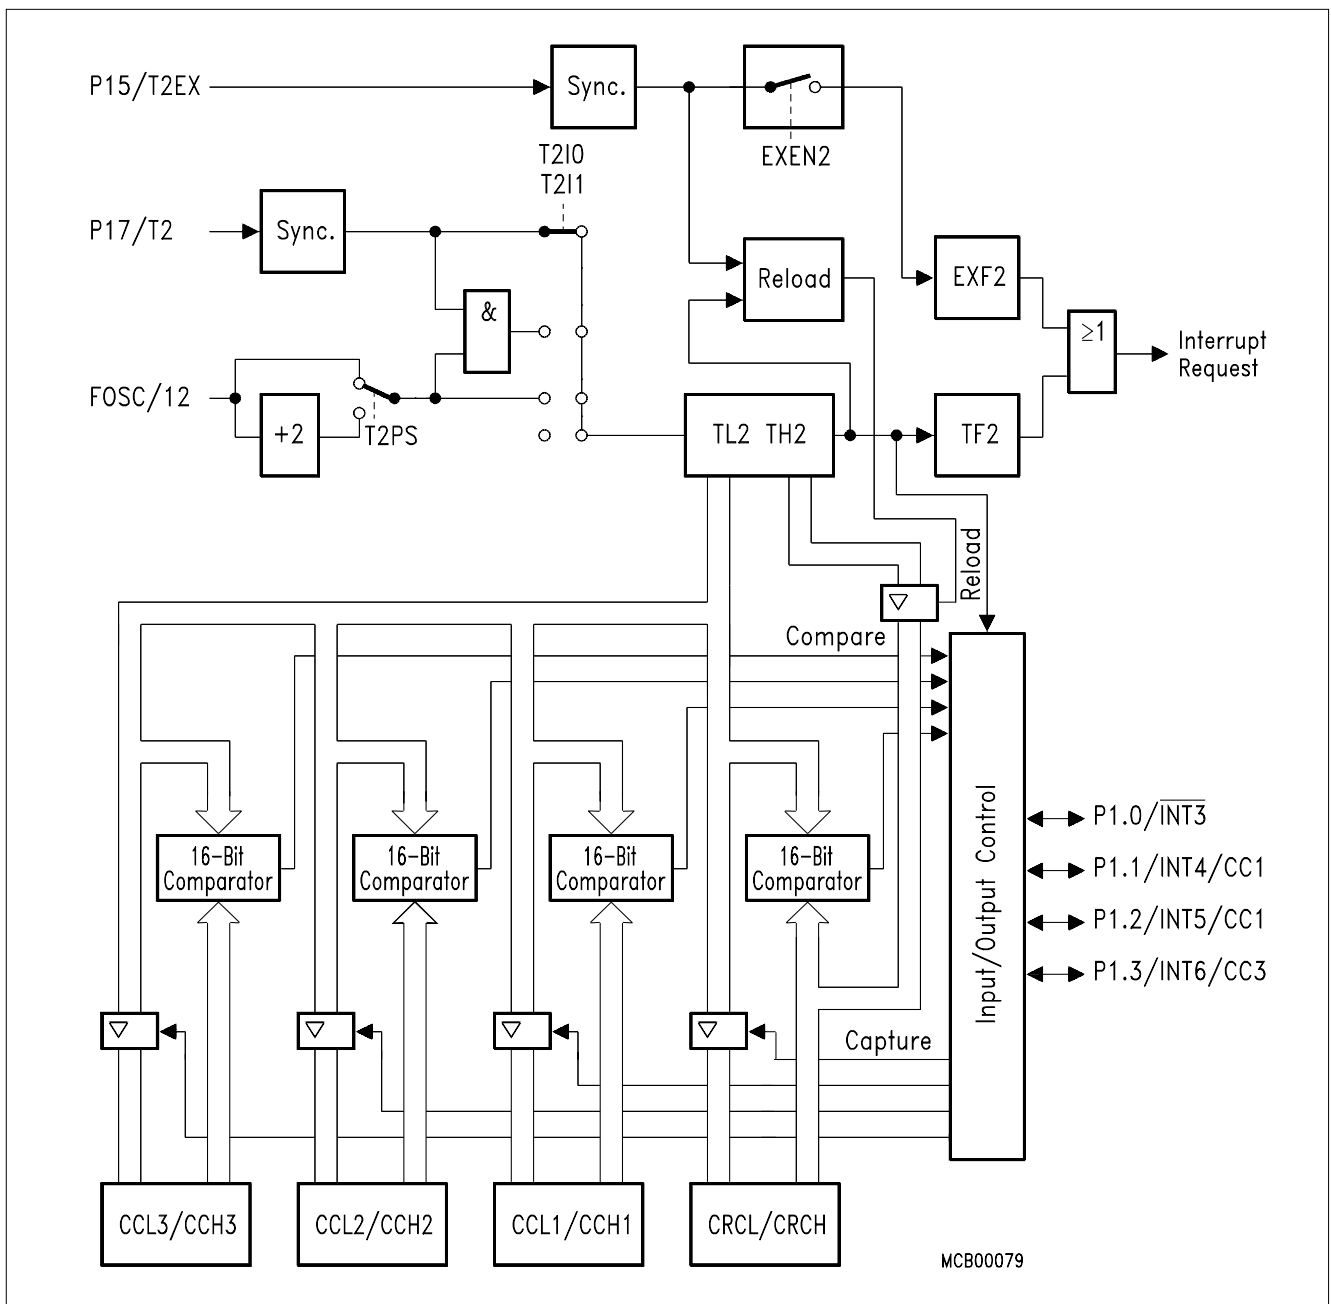 P15/T2EX
Sync.
EXEN2
T2I0
T2I1
P17/T2
Sync.
&
Reload
EXF2
≥1
Interrupt
Request
FOSC/12
+2
T2PS
TL2 TH2
TF2
Reload
Compare
16-Bit
Comparator
16-Bit
Comparator
16-Bit
Comparator
16-Bit
Comparator
Input/Output Control
P1.0/INT3
P1.1/INT4/CC1
P1.2/INT5/CC1
P1.3/INT6/CC3
Capture
CCL3/CCH3
CCL2/CCH2
CCL1/CCH1
CRCL/CRCH
MCB00079